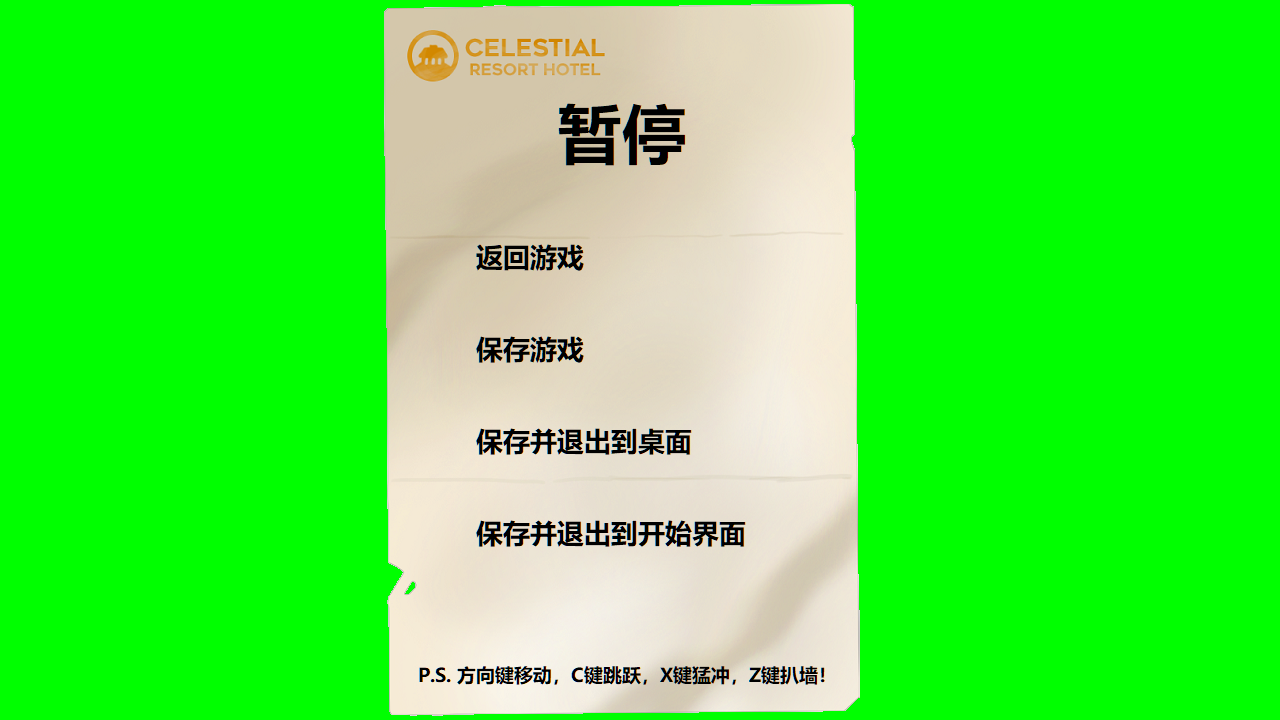 CELESTIAL
RESORT HOTEL
暂停
返回游戏
保存游戏
保存并退出到桌面
保存并退出到开始界面
P.S. 方向键移动，C键跳跃，X键猛冲，Z键扒墙！